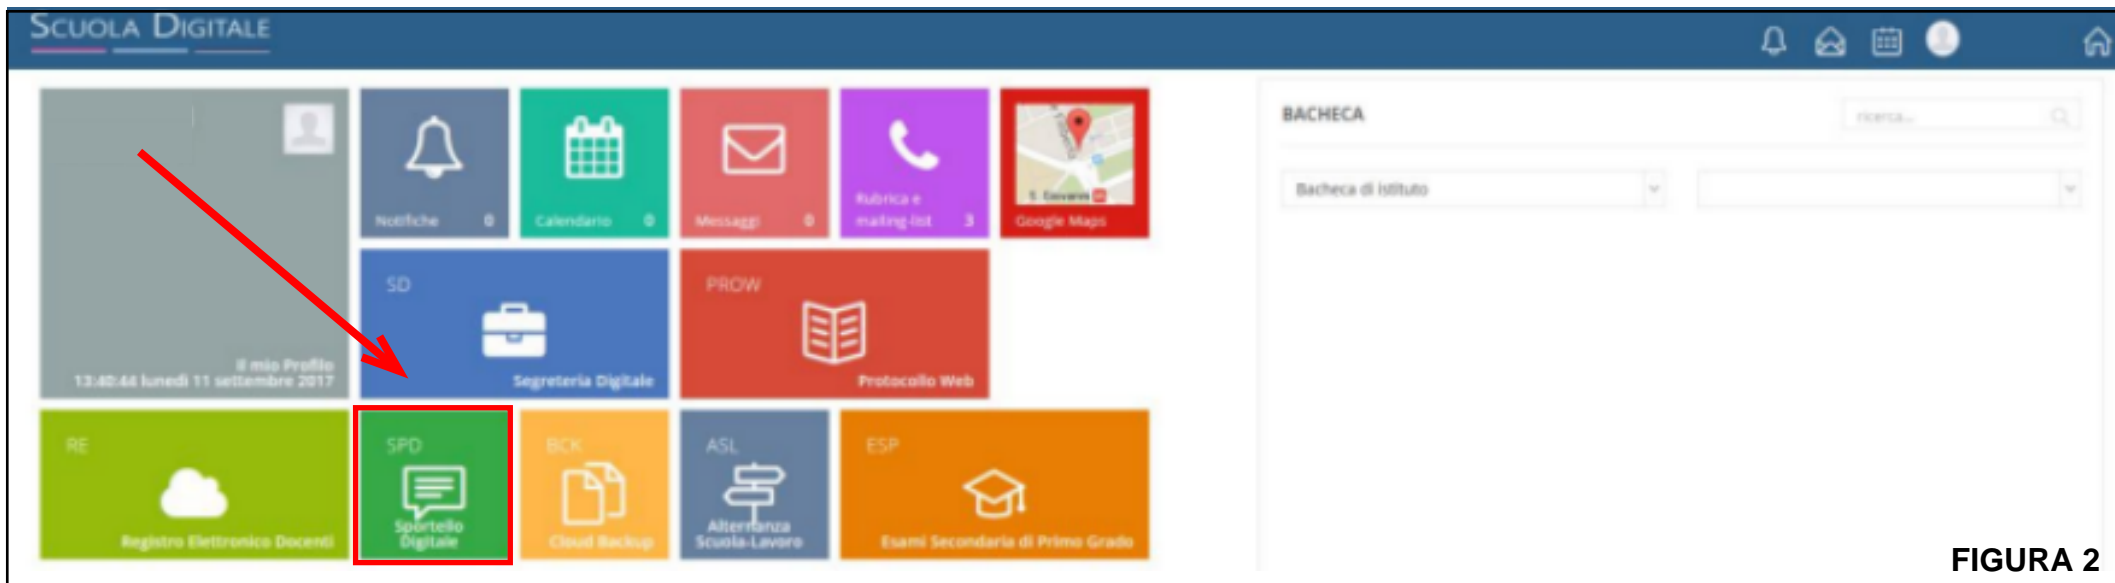 SCUOLA DIGITALE
BACHECA
ricerca...
Bacheca di istituto
Notifiche 0
Calendario 0
Messaggi 0
Rubrica e
mailing-list 3
Google Maps
Il mio Profilo
13:40:44 lunedì 11 settembre 2017
SD
Segreteria Digitale
PROW
Protocollo Web
RE
Registro Elettronico Docenti
SPD
Sportello
Digitale
BCK
Cloud Backup
ASL
Alternanza
Scuola-Lavoro
ESP
Esami Secondaria di Primo Grado
FIGURA 2